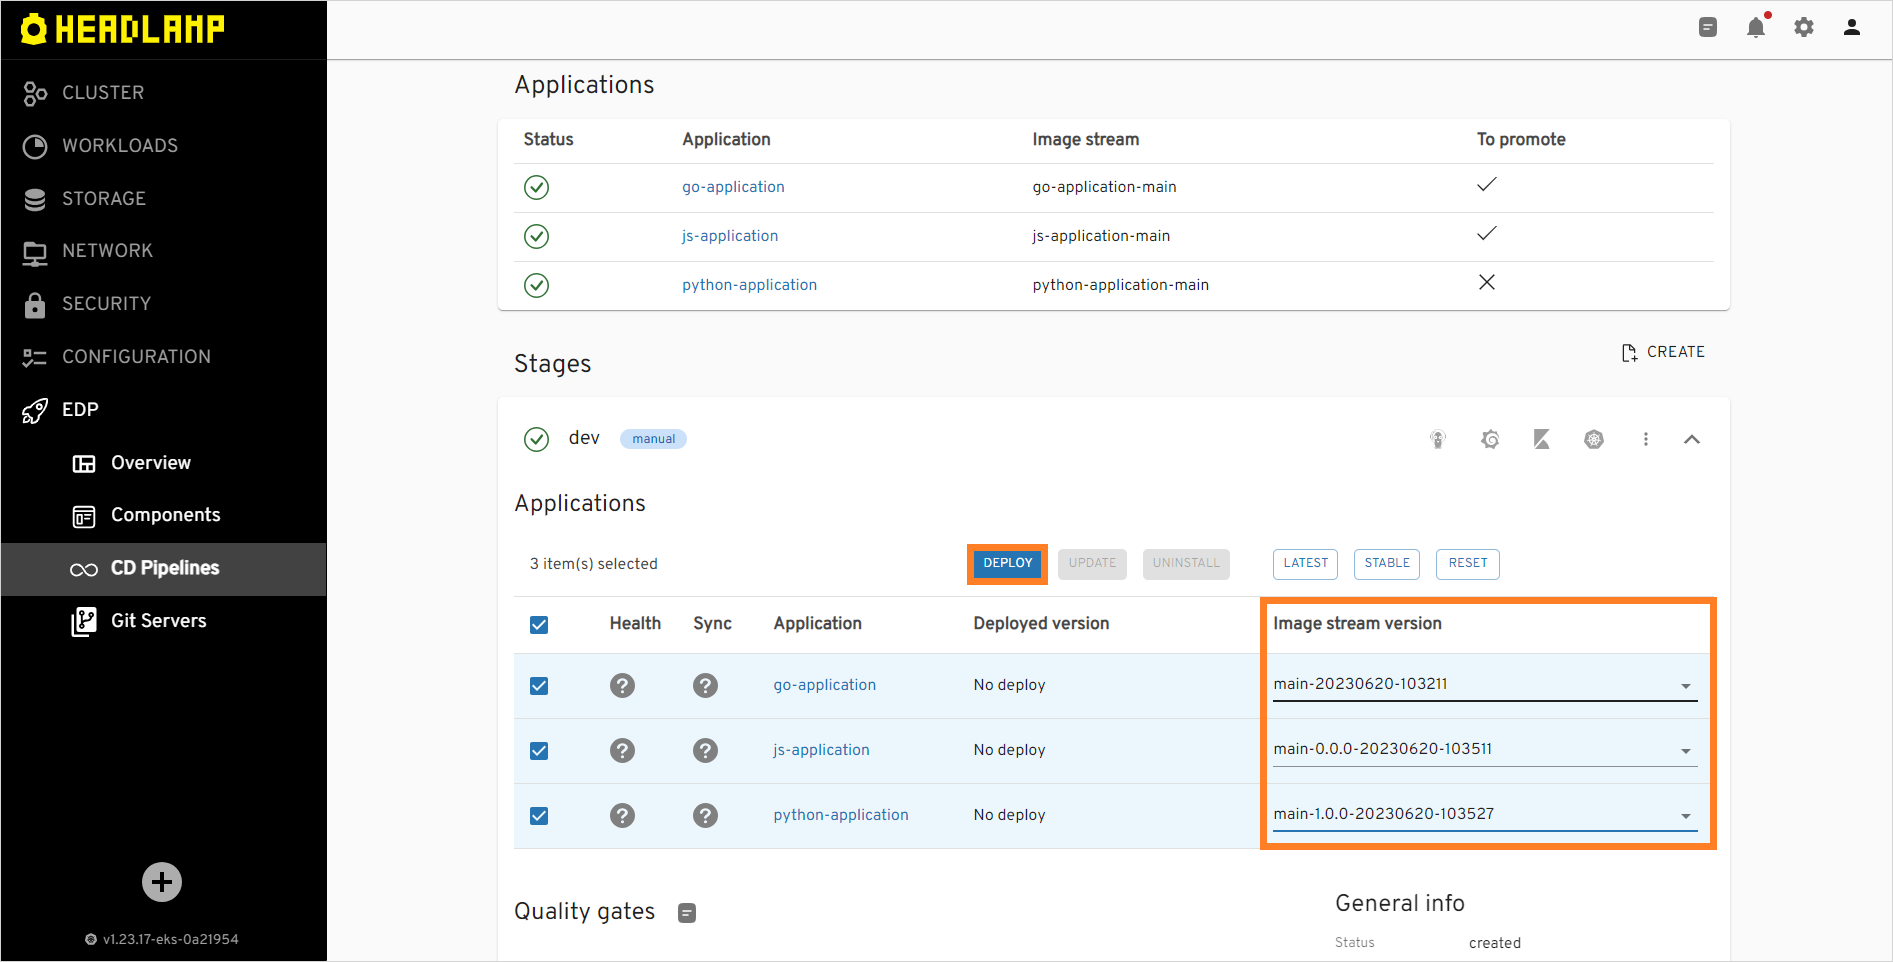 HEADLAMP
CLUSTER
WORKLOADS
STORAGE
NETWORK
SECURITY
CONFIGURATION
EDP
Overview
Components
CD Pipelines
Git Servers
v1.23.17-eks-0a21954
Applications
Status Application Image stream To promote
go-application go-application-main
js-application js-application-main
python-application python-application-main
Stages
CREATE
dev manual
Applications
3 item(s) selected DEPLOY UPDATE UNINSTALL LATEST STABLE RESET
Health Sync Application Deployed version Image stream version
go-application No deploy main-20230620-103211
js-application No deploy main-0.0.0-20230620-103511
python-application No deploy main-1.0.0-20230620-103527
Quality gates
General info
Status created